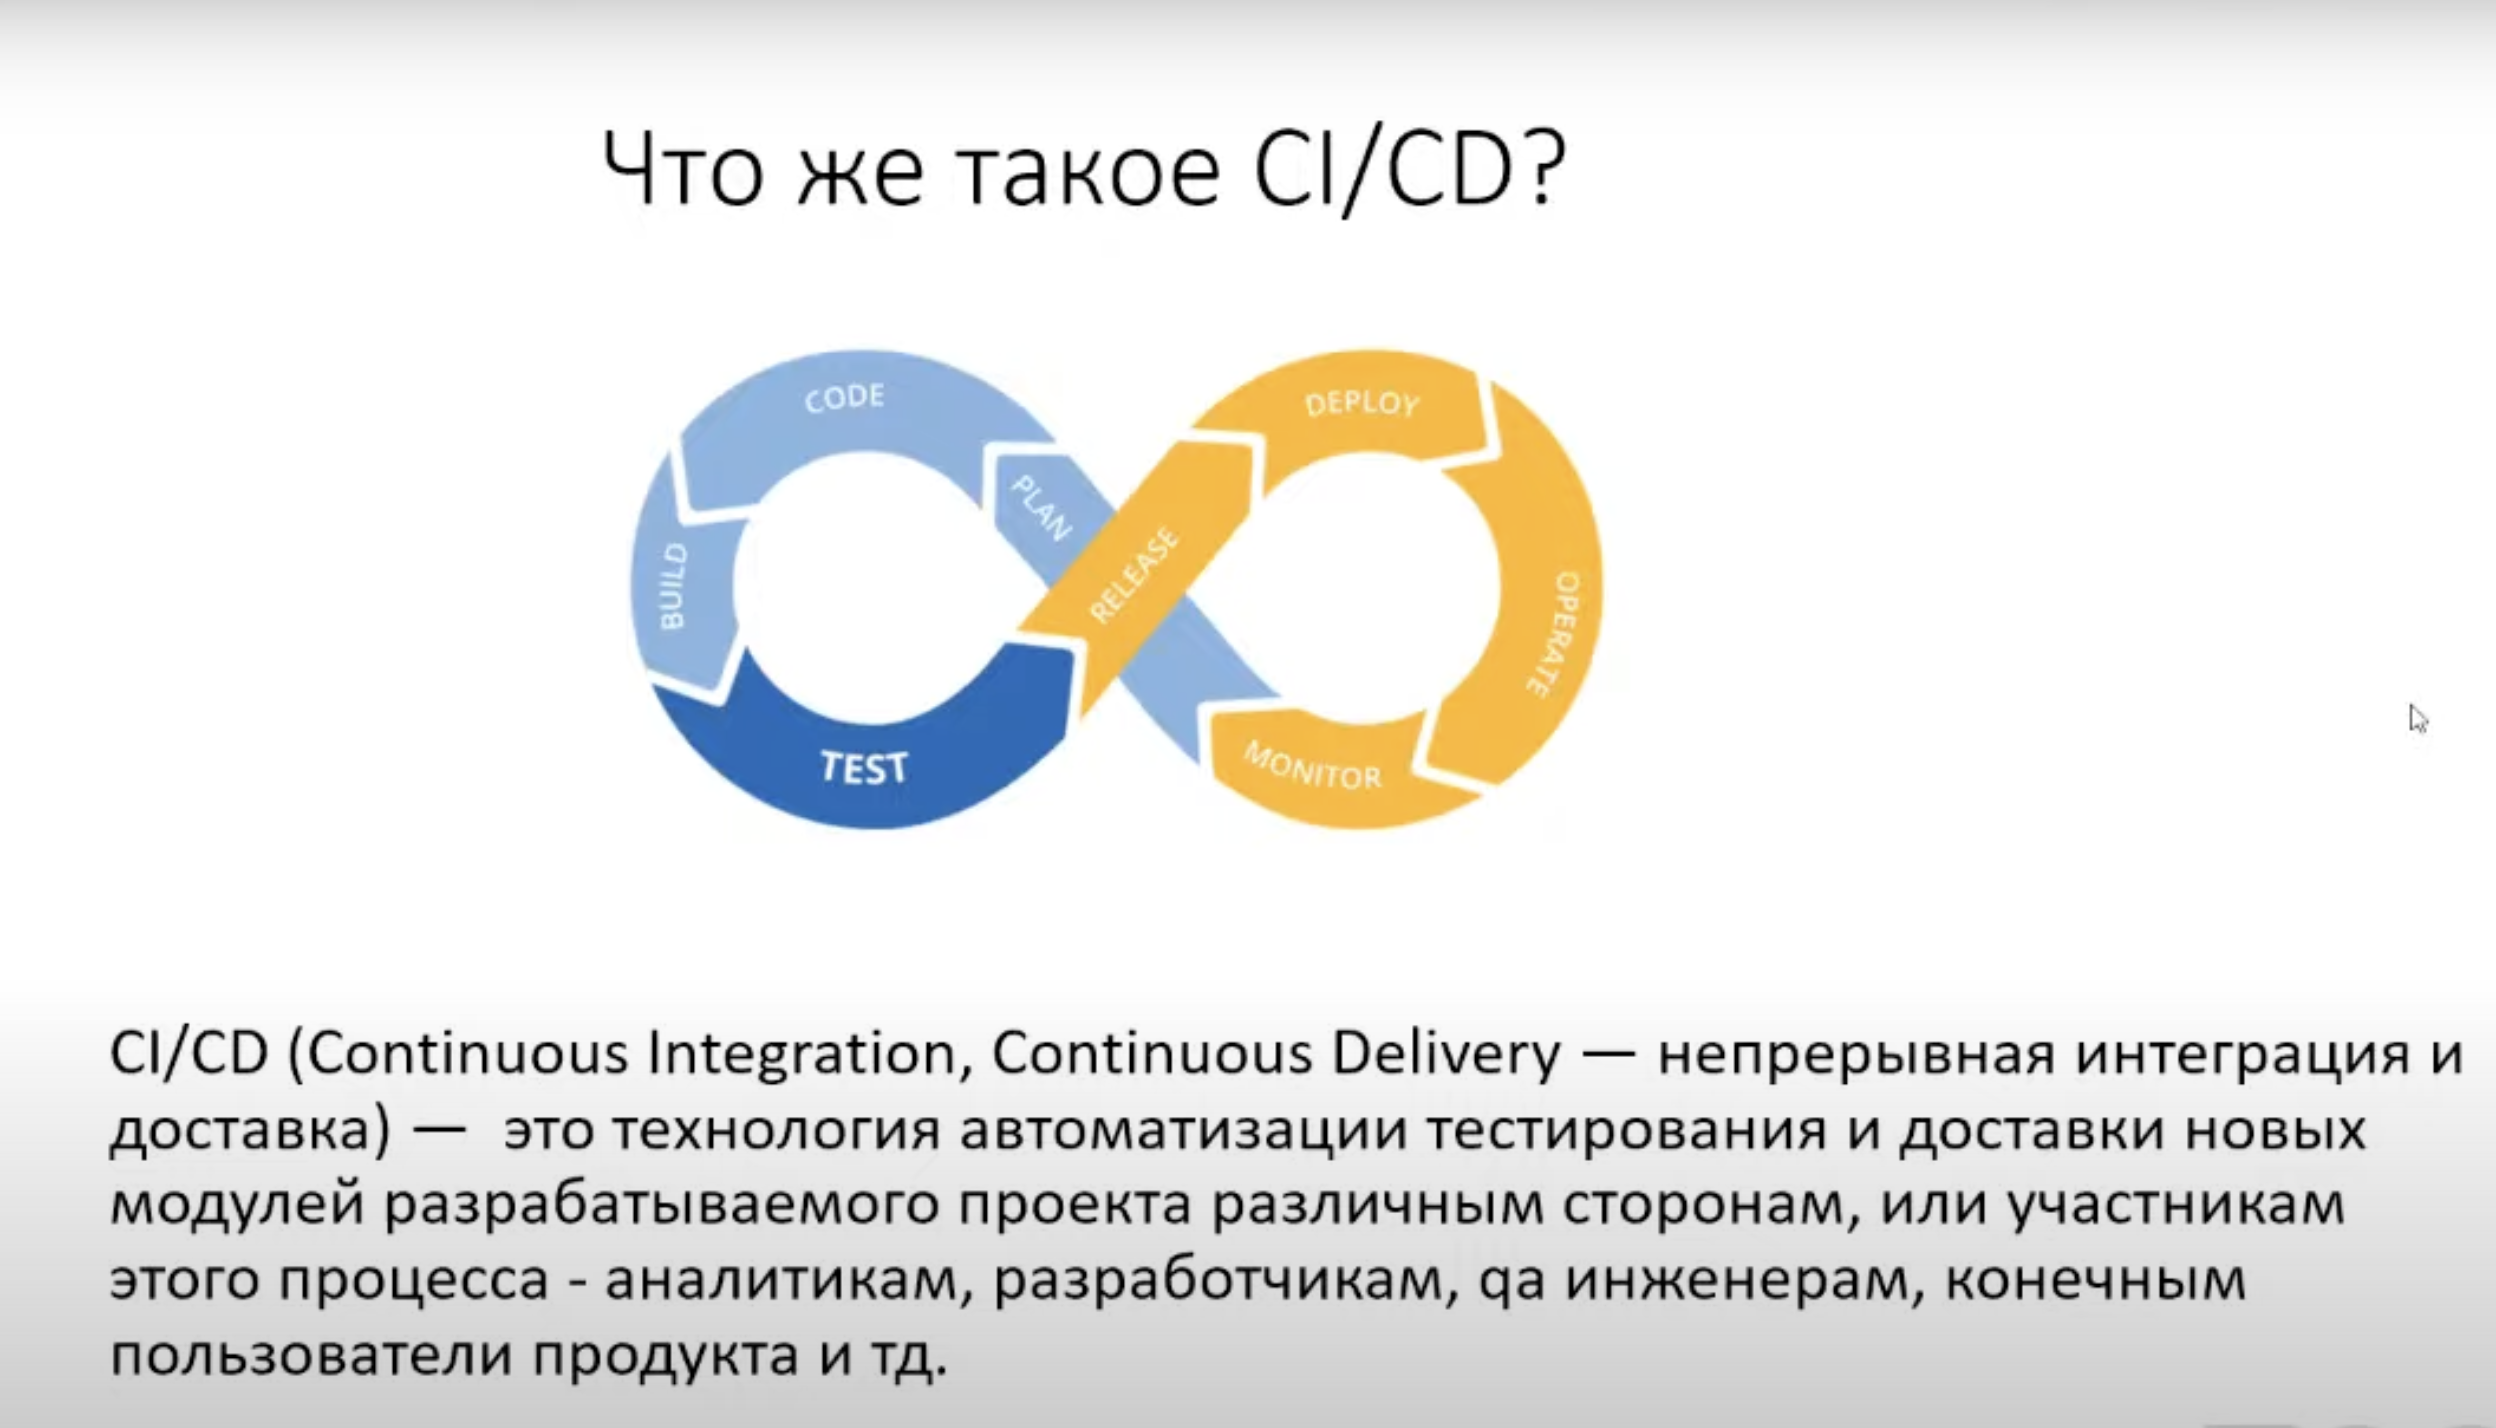 Что же такое CI/CD?
CODE
DEPLOY
PLAN
BUILD
RELEASE
OPERATE
TEST
MONITOR
CI/CD (Continuous Integration, Continuous Delivery — непрерывная интеграция и
доставка) — это технология автоматизации тестирования и доставки новых
модулей разрабатываемого проекта различным сторонам, или участникам
этого процесса - аналитикам, разработчикам, qa инженерам, конечным
пользователи продукта и тд.